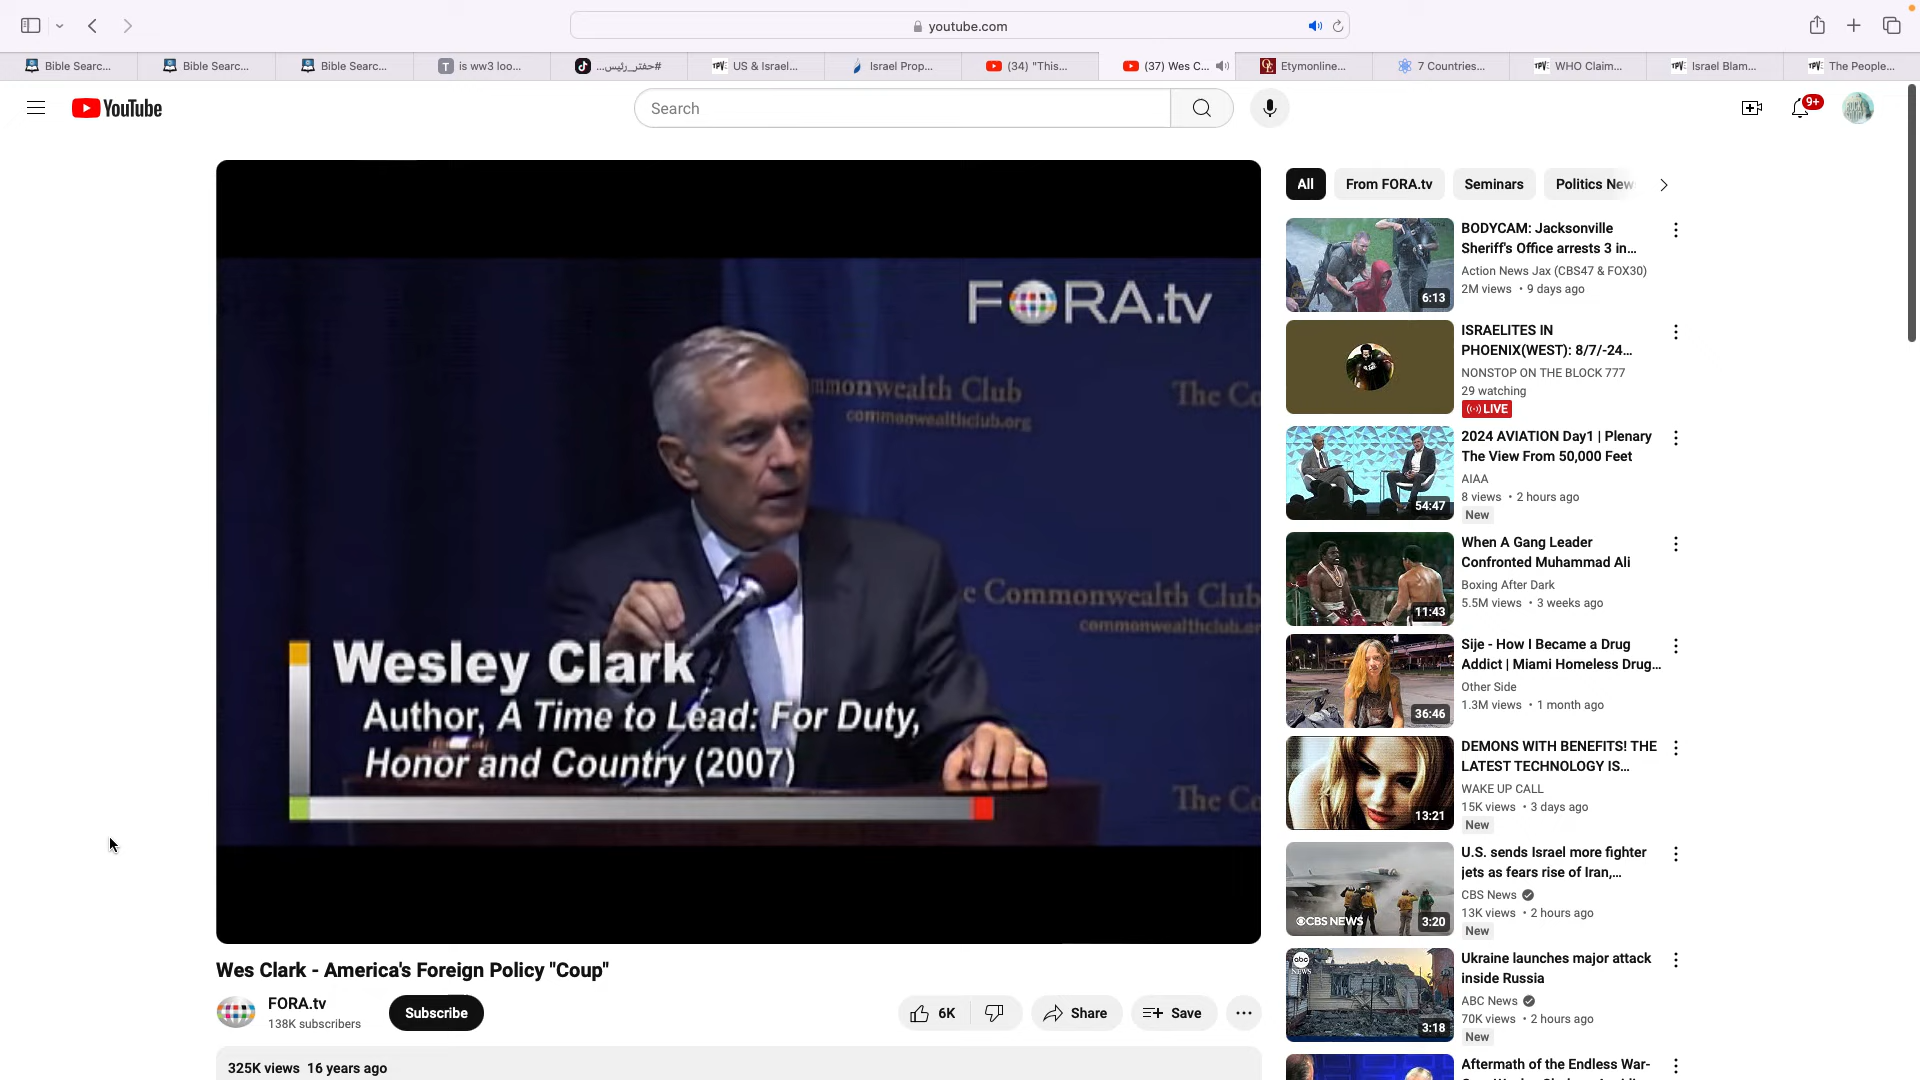 youtube.com
Bible Searc...
Bible Searc...
Bible Searc...
is ww3 loo...
#حفتر_رئيس...
US & Israel...
Israel Prop...
(34) "This...
(37) Wes C...
Etymonline...
7 Countries...
WHO Claim...
Israel Blam...
The People...
YouTube
Search
9+
All
From FORA.tv
Seminars
Politics New
FORA.tv
mmonwealth Club
commonwealthclub.org
The Co
e Commonwealth Club
commonwealthclub.or
The Co
Wesley Clark
Author, A Time to Lead: For Duty,
Honor and Country (2007)
Wes Clark - America's Foreign Policy "Coup"
FORA.tv
138K subscribers
Subscribe
6K
Share
Save
325K views 16 years ago
6:13
BODYCAM: Jacksonville
Sheriff's Office arrests 3 in...
Action News Jax (CBS47 & FOX30)
2M views • 9 days ago
ISRAELITES IN
PHOENIX(WEST): 8/7/-24...
NONSTOP ON THE BLOCK 777
29 watching
LIVE
54:47
2024 AVIATION Day1 | Plenary
The View From 50,000 Feet
AIAA
8 views • 2 hours ago
New
11:43
When A Gang Leader
Confronted Muhammad Ali
Boxing After Dark
5.5M views • 3 weeks ago
36:46
Sije - How I Became a Drug
Addict | Miami Homeless Drug...
Other Side
1.3M views • 1 month ago
13:21
DEMONS WITH BENEFITS! THE
LATEST TECHNOLOGY IS...
WAKE UP CALL
15K views • 3 days ago
New
CBS NEWS
3:20
U.S. sends Israel more fighter
jets as fears rise of Iran,...
CBS News
13K views • 2 hours ago
New
abc
NEWS
3:18
Ukraine launches major attack
inside Russia
ABC News
70K views • 2 hours ago
New
Aftermath of the Endless War-